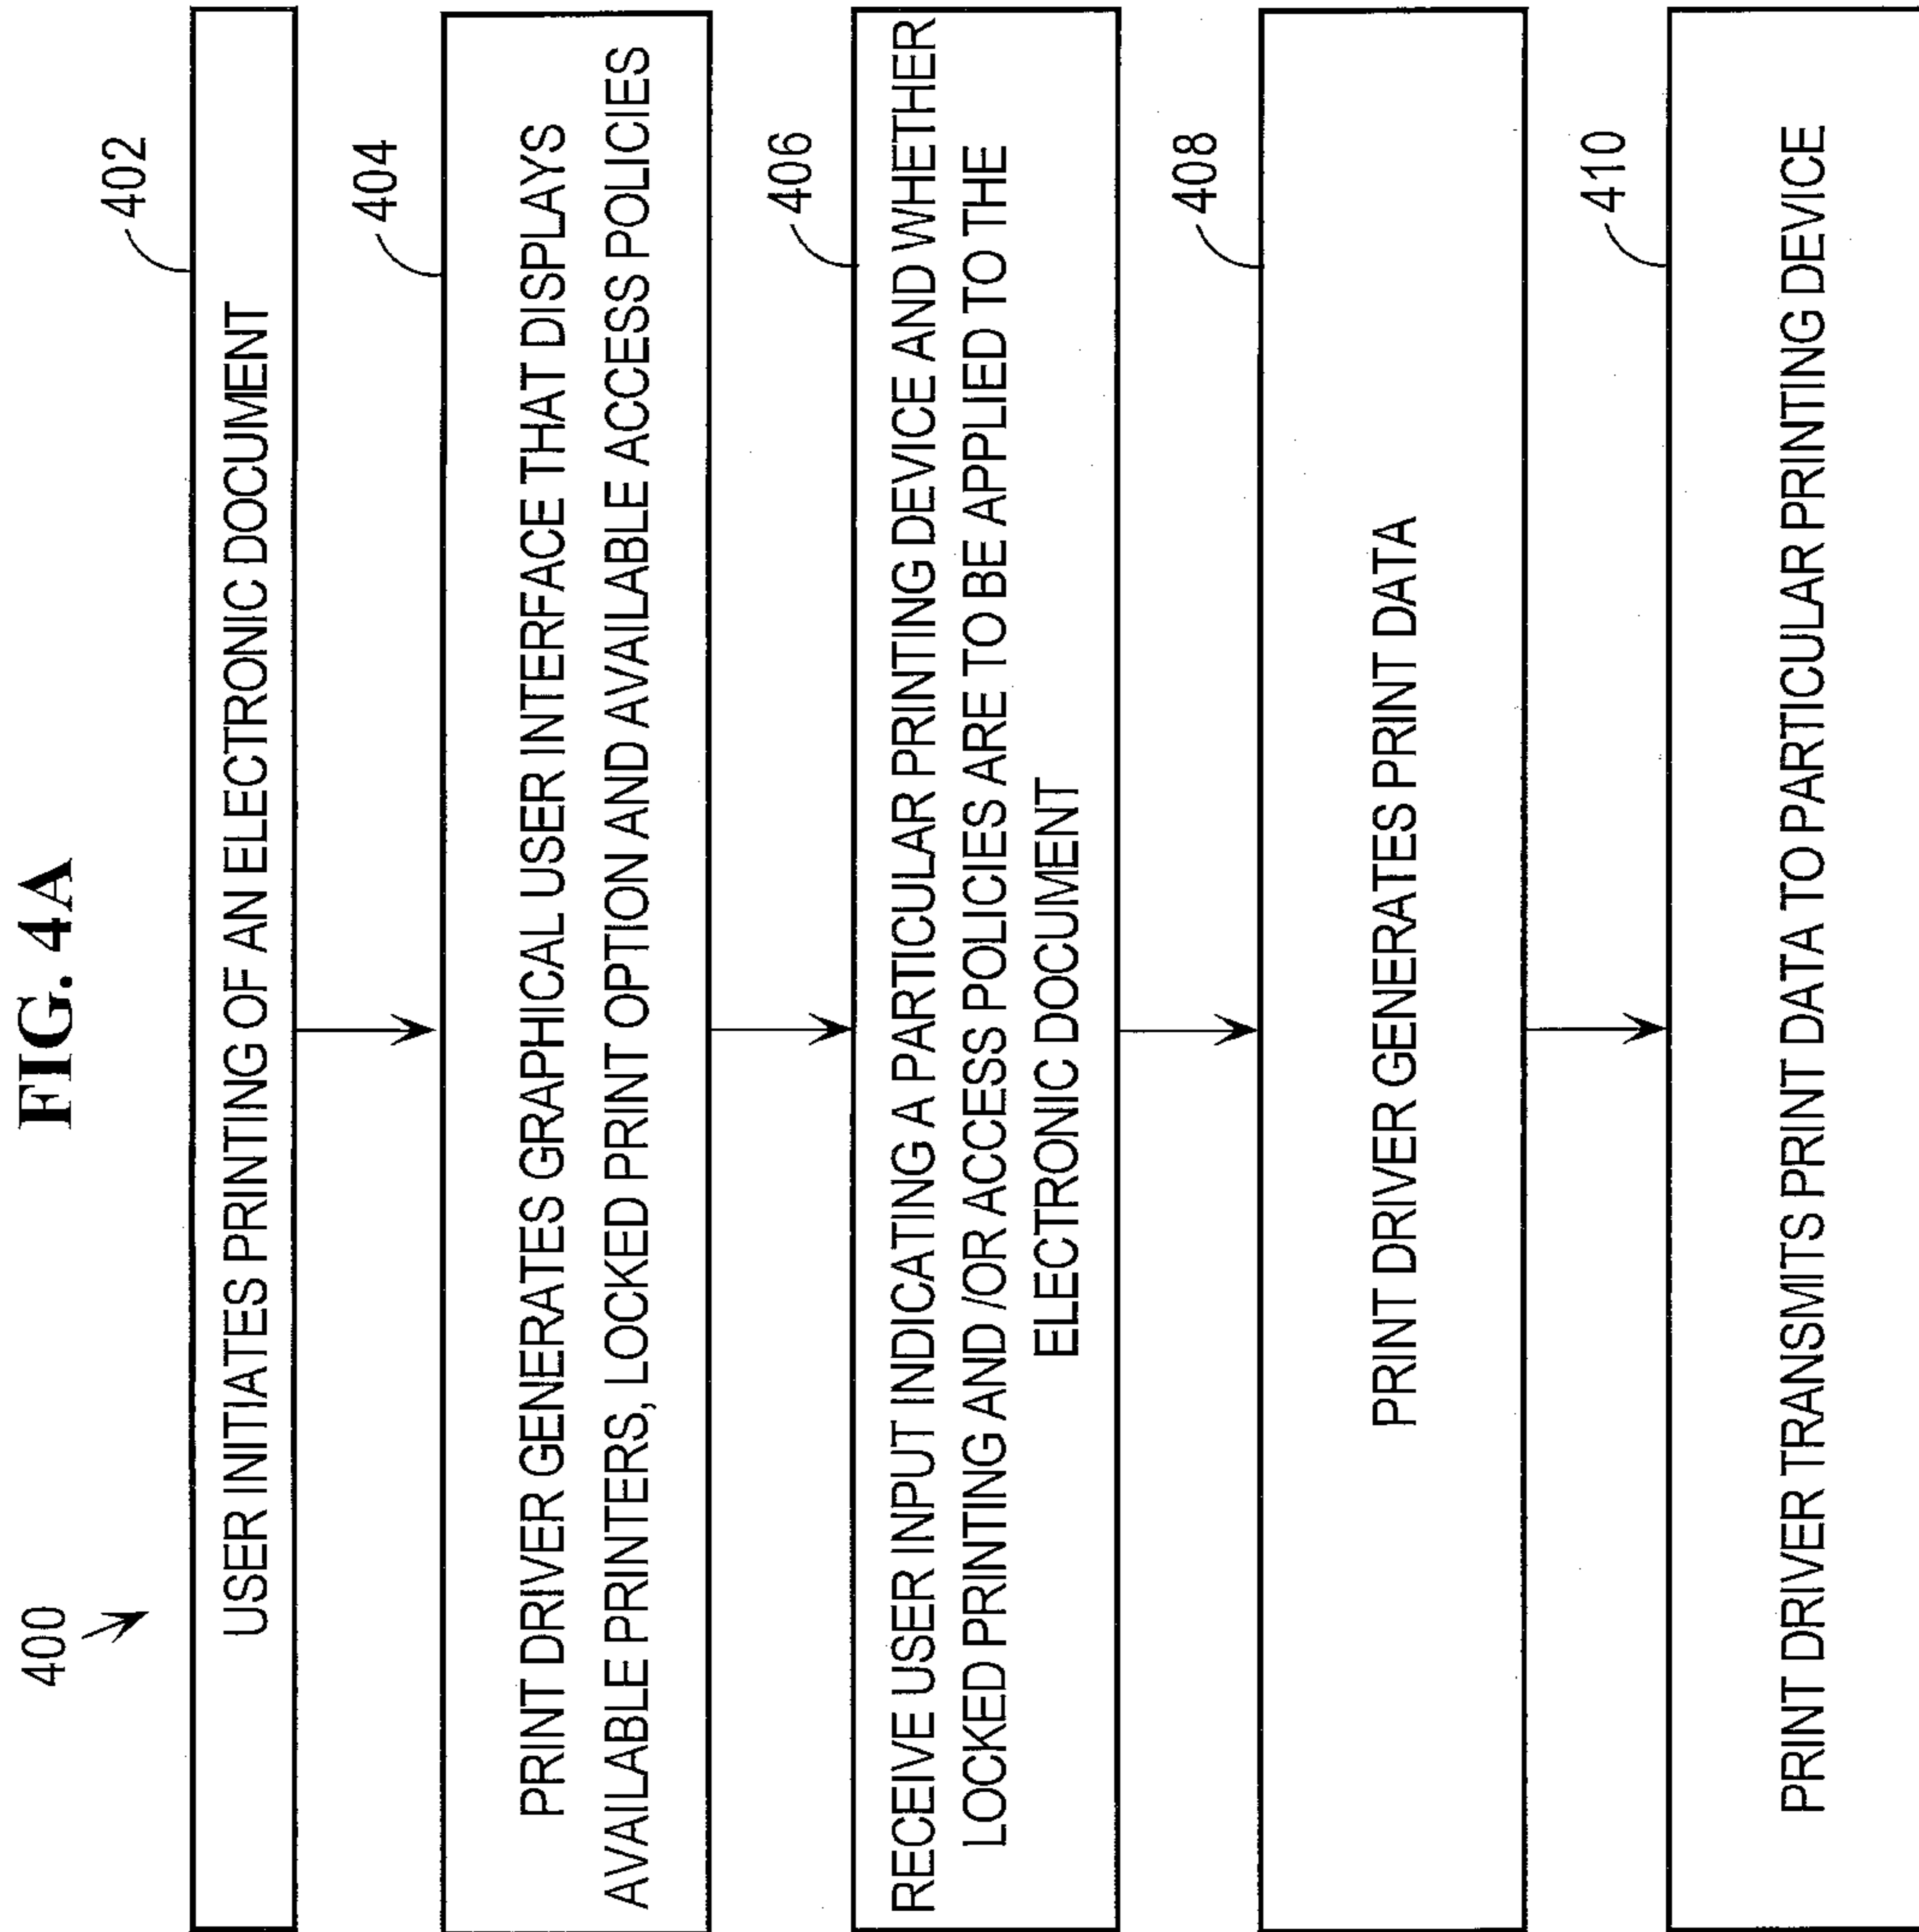 FIG. 4A
400
402
USER INITIATES PRINTING OF AN ELECTRONIC DOCUMENT
404
PRINT DRIVER GENERATES GRAPHICAL USER INTERFACE THAT DISPLAYS
AVAILABLE PRINTERS, LOCKED PRINT OPTION AND AVAILABLE ACCESS POLICIES
406
RECEIVE USER INPUT INDICATING A PARTICULAR PRINTING DEVICE AND WHETHER
LOCKED PRINTING AND /OR ACCESS POLICIES ARE TO BE APPLIED TO THE
ELECTRONIC DOCUMENT
408
PRINT DRIVER GENERATES PRINT DATA
410
PRINT DRIVER TRANSMITS PRINT DATA TO PARTICULAR PRINTING DEVICE